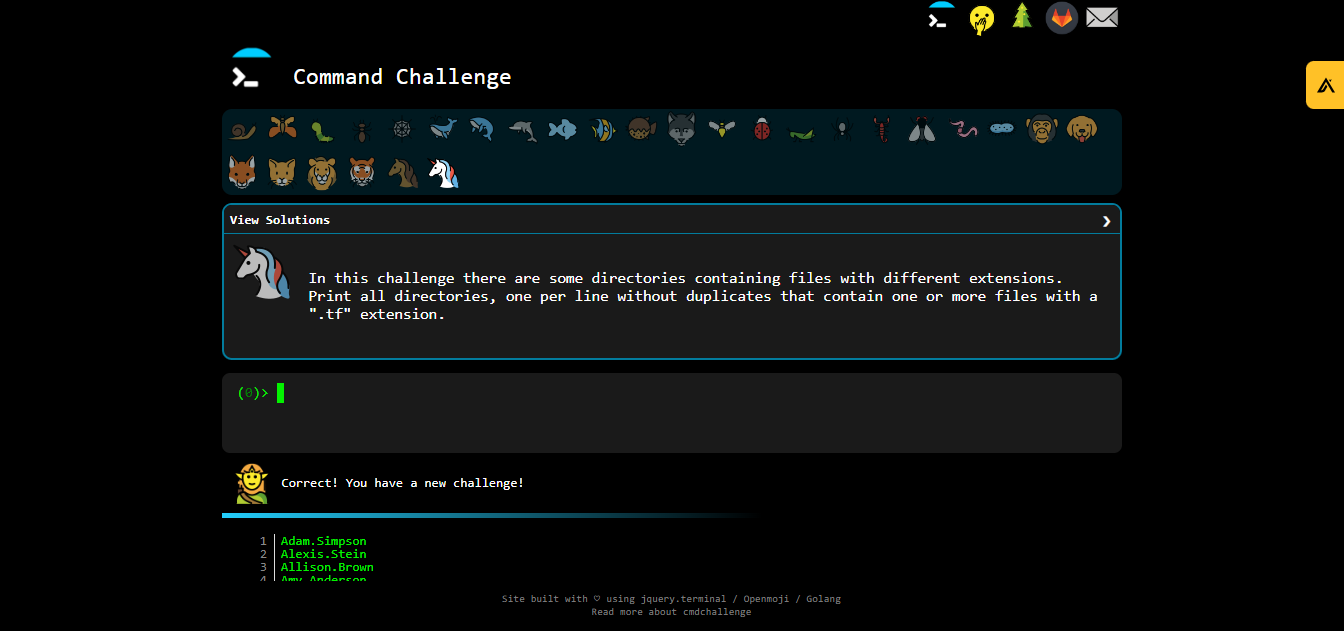 Command Challenge
View Solutions
In this challenge there are some directories containing files with different extensions.
Print all directories, one per line without duplicates that contain one or more files with a
".tf" extension.
(0)>
Correct! You have a new challenge!
1 Adam.Simpson
2 Alexis.Stein
3 Allison.Brown
4 Amy.Anderson
Site built with ♡ using jquery.terminal / Openmoji / Golang
Read more about cmdchallenge